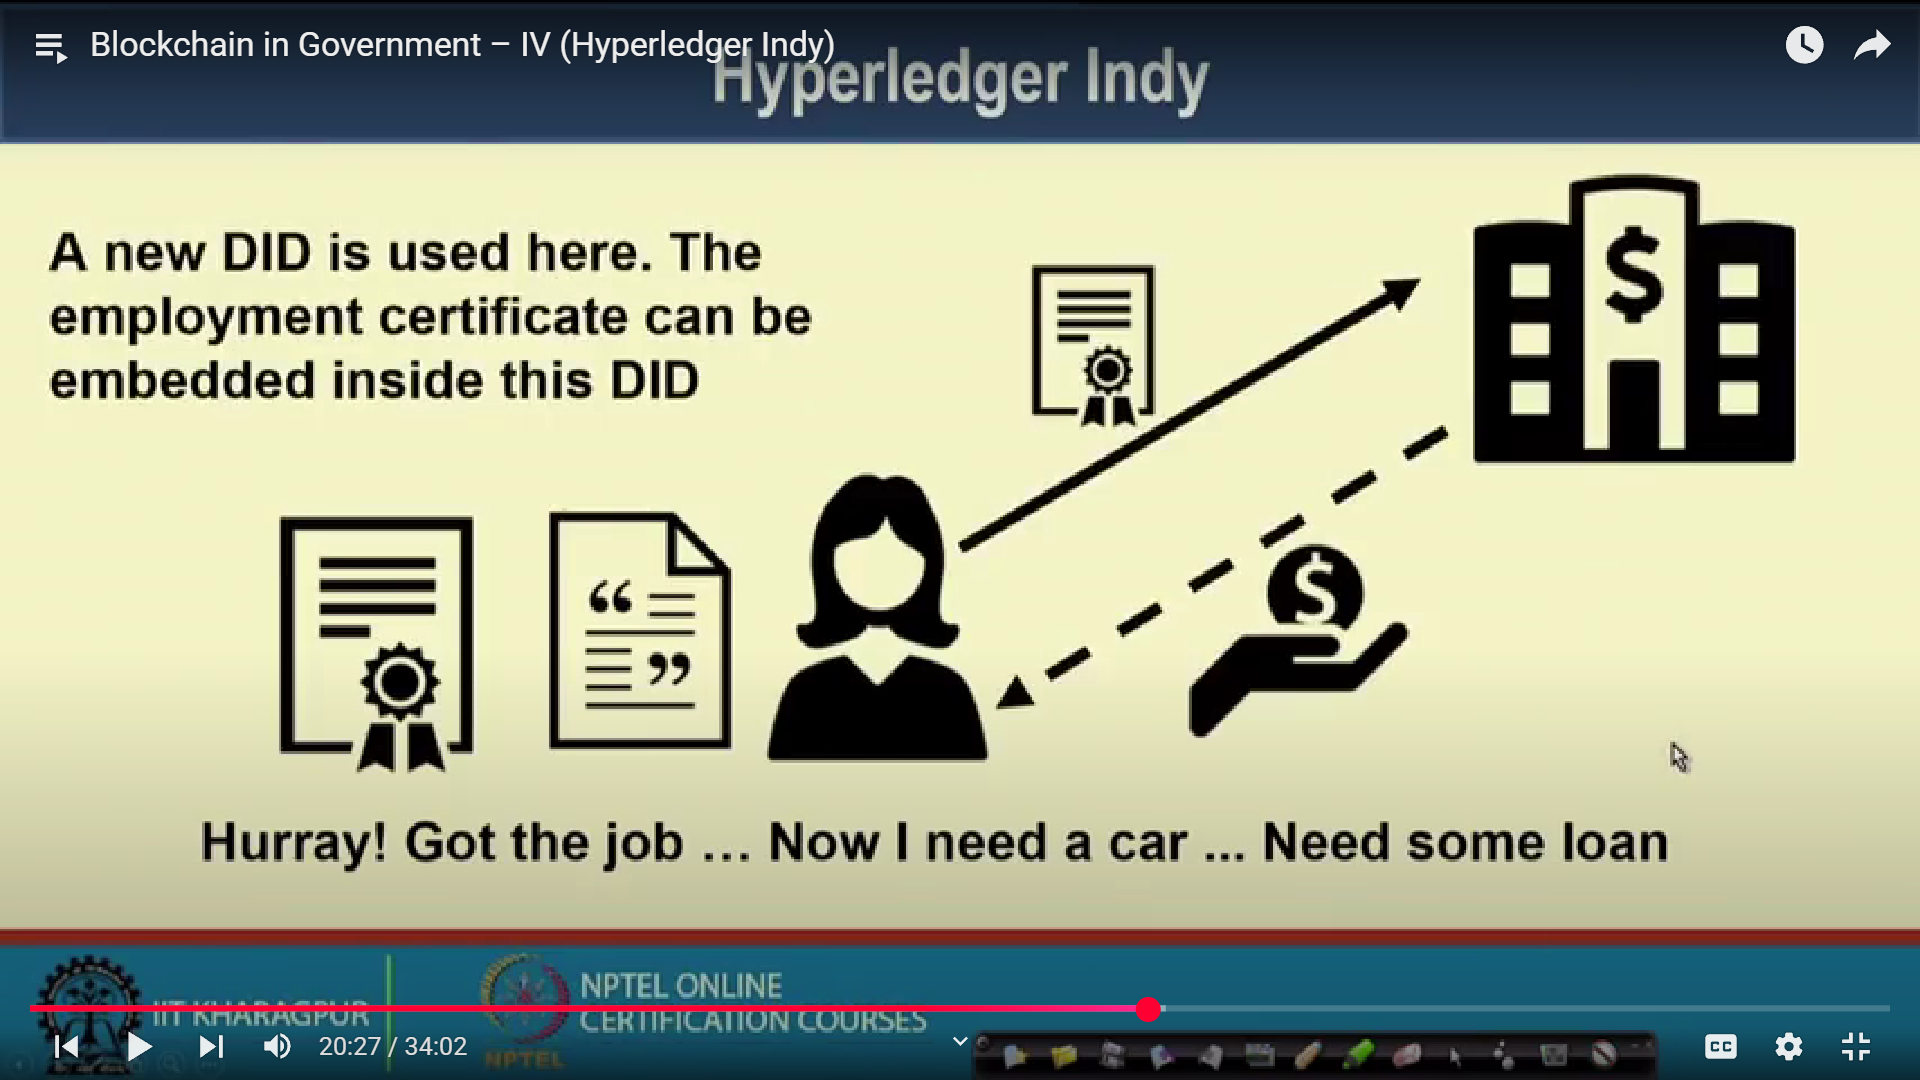 Blockchain in Government – IV (Hyperledger Indy)
Hyperledger Indy
A new DID is used here. The
employment certificate can be
embedded inside this DID
$
$
Hurray! Got the job ... Now I need a car ... Need some loan
IIT KHARAGPUR
NPTEL
NPTEL ONLINE
CERTIFICATION COURSES
20:27 / 34:02
CC